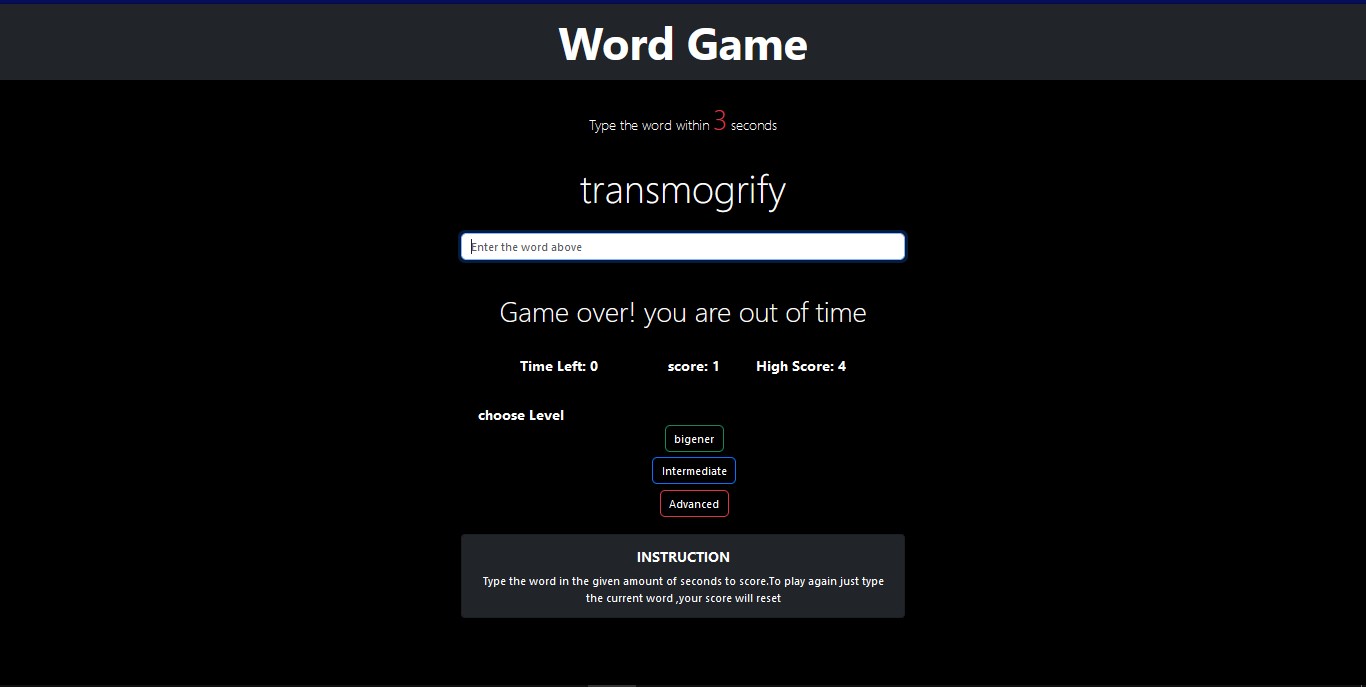 Word Game
Type the word within 3 seconds
transmogrify
Enter the word above
Game over! you are out of time
Time Left: 0 score: 1 High Score: 4
choose Level
bigener
Intermediate
Advanced
INSTRUCTION
Type the word in the given amount of seconds to score.To play again just type
the current word ,your score will reset